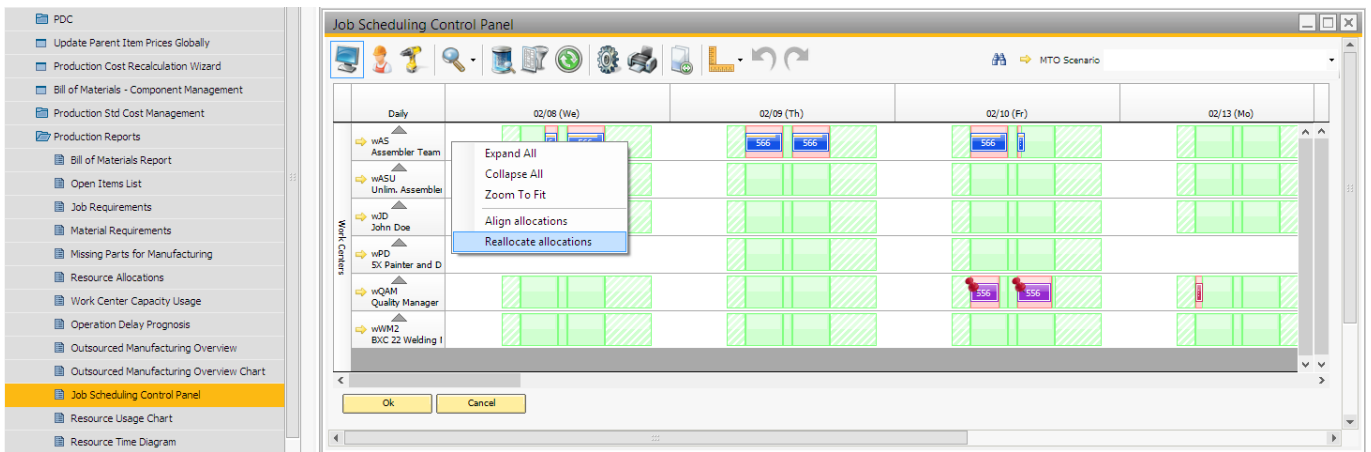 PDC
Update Parent Item Prices Globally
Production Cost Recalculation Wizard
Bill of Materials - Component Management
Production Std Cost Management
Production Reports
Bill of Materials Report
Open Items List
Job Requirements
Material Requirements
Missing Parts for Manufacturing
Resource Allocations
Work Center Capacity Usage
Operation Delay Prognosis
Outsourced Manufacturing Overview
Outsourced Manufacturing Overview Chart
Job Scheduling Control Panel
Resource Usage Chart
Resource Time Diagram
Job Scheduling Control Panel
MTO Scenario
Daily 02/08 (We) 02/09 (Th) 02/10 (Fr) 02/13 (Mo)
Work Centers
wAS
Assembler Team
566 566 566
wASU
Unlim. Assembler
wJD
John Doe
wPD
5X Painter and D
wQAM
Quality Manager
556 556
wWM2
BXC 22 Welding
Expand All
Collapse All
Zoom To Fit
Align allocations
Reallocate allocations
Ok Cancel